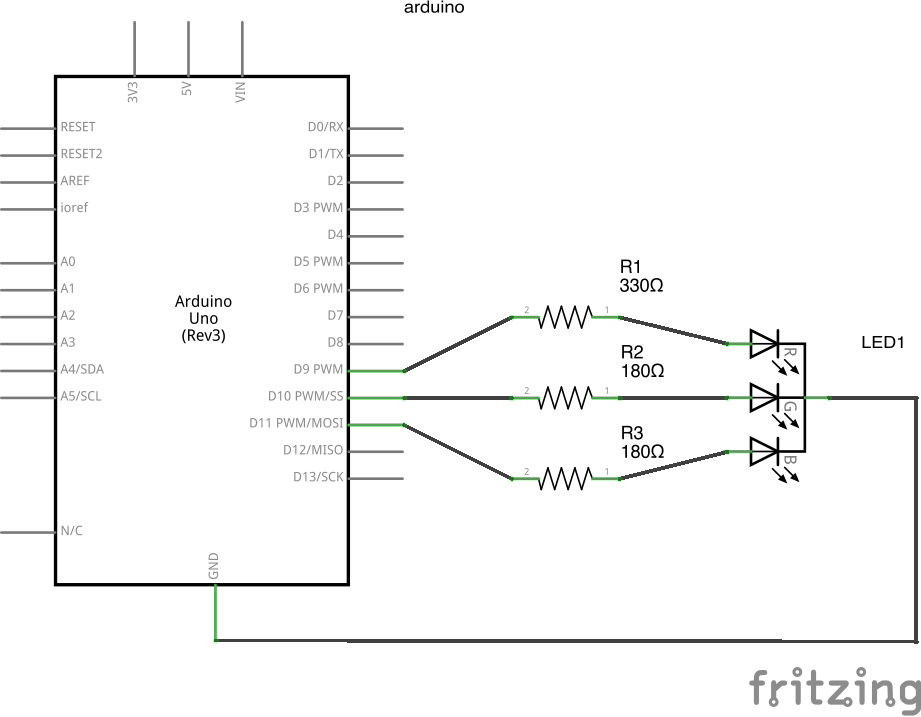 arduino
3V3
5V
VIN
RESET
RESET2
AREF
ioref
A0
A1
A2
A3
A4/SDA
A5/SCL
N/C
Arduino
Uno
(Rev3)
D0/RX
D1/TX
D2
D3 PWM
D4
D5 PWM
D6 PWM
D7
D8
D9 PWM
D10 PWM/SS
D11 PWM/MOSI
D12/MISO
D13/SCK
GND
R1
330Ω
2
1
R2
180Ω
2
1
R3
180Ω
2
1
R
G
B
LED1
fritzing